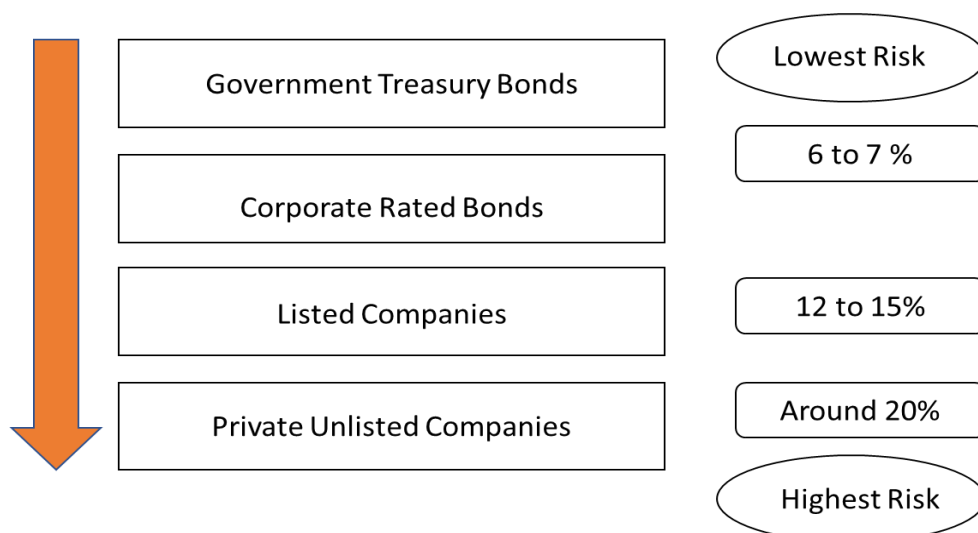 Government Treasury Bonds
Lowest Risk
6 to 7 %
Corporate Rated Bonds
Listed Companies
12 to 15%
Private Unlisted Companies
Around 20%
Highest Risk